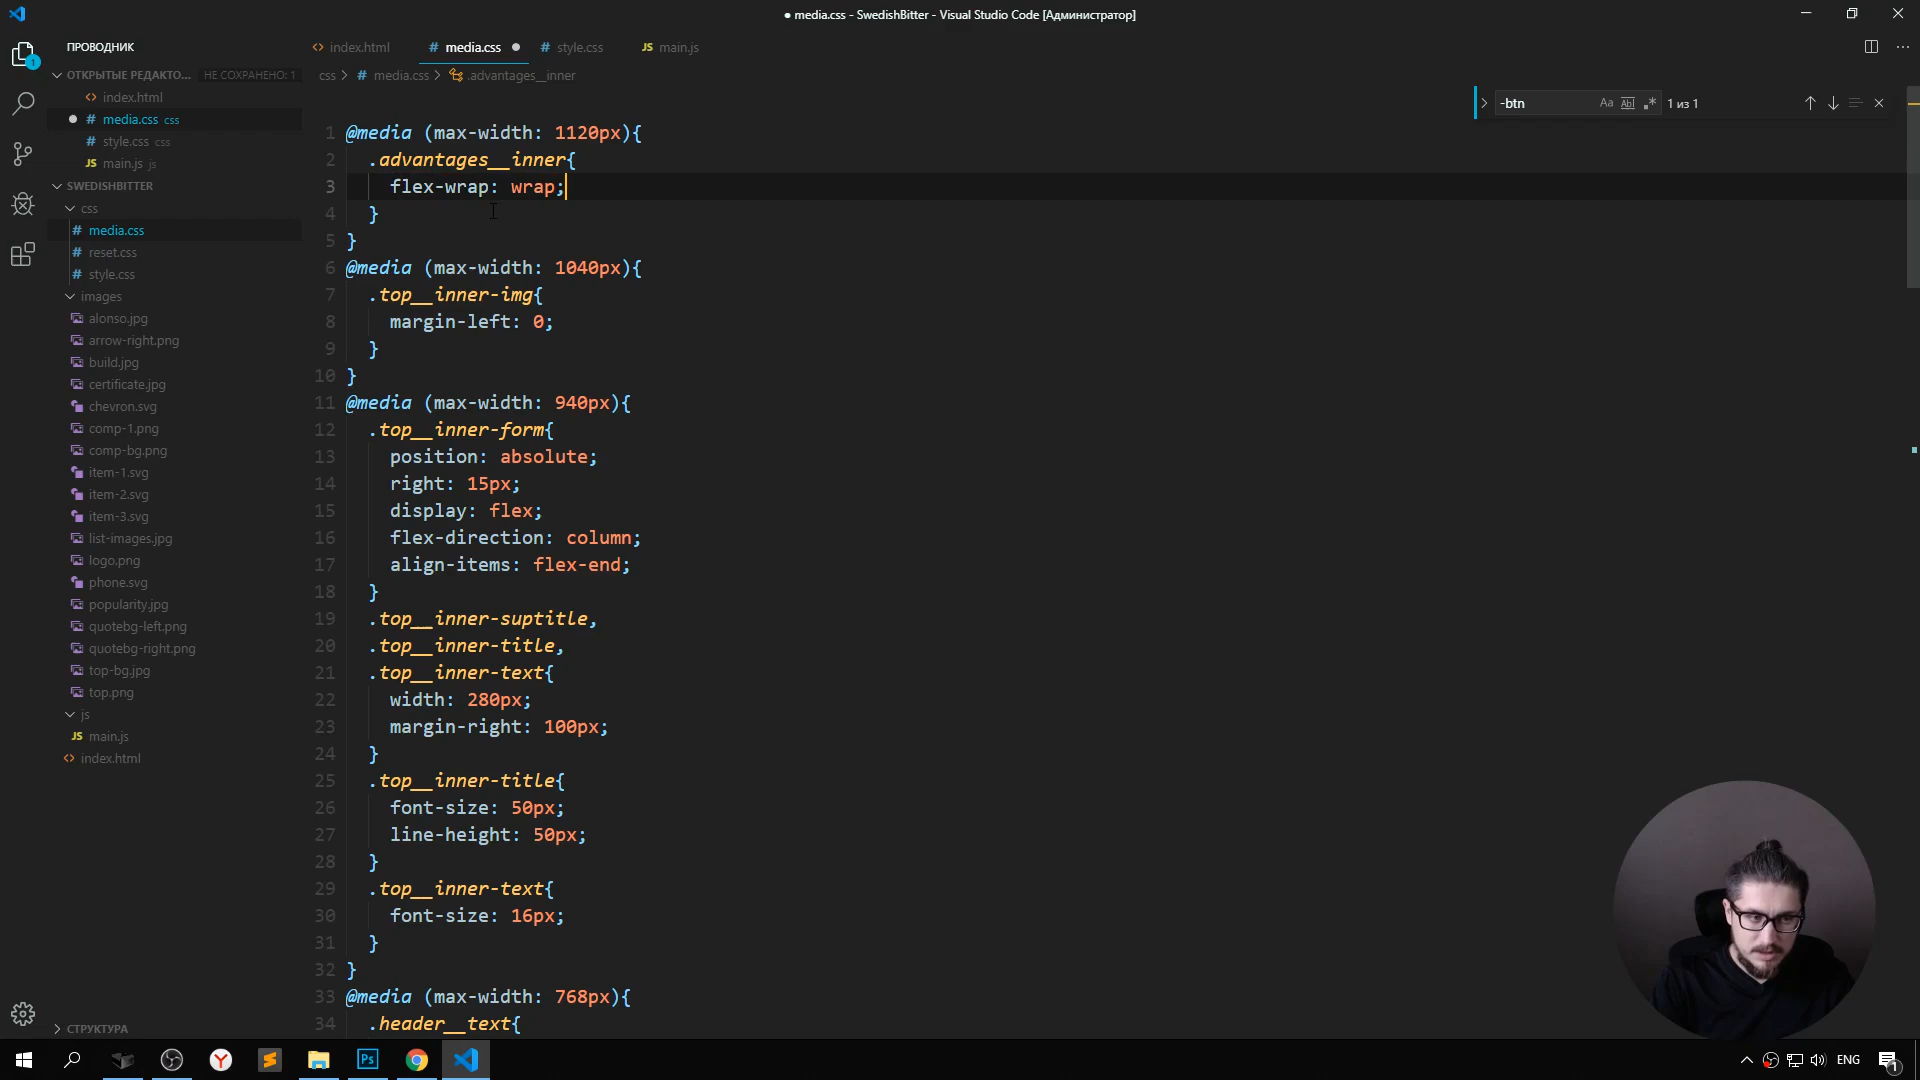 ● media.css - SwedishBitter - Visual Studio Code [Администратор]
ПРОВОДНИК
ОТКРЫТЫЕ РЕДАКТО... НЕ СОХРАНЕНО: 1
index.html
media.css css
style.css css
JS main.js js
SWEDISHBITTER
css
# media.css
# reset.css
# style.css
images
alonso.jpg
arrow-right.png
build.jpg
certificate.jpg
chevron.svg
comp-1.png
comp-bg.png
item-1.svg
item-2.svg
item-3.svg
list-images.jpg
logo.png
phone.svg
popularity.jpg
quotebg-left.png
quotebg-right.png
top-bg.jpg
top.png
js
JS main.js
index.html
СТРУКТУРА
index.html # media.css ● # style.css JS main.js
css > # media.css > .advantages__inner
-btn Aa Abl .* 1 из 1
1 @media (max-width: 1120px){
2 .advantages__inner{
3 flex-wrap: wrap;
4 }
5 }
6 @media (max-width: 1040px){
7 .top__inner-img{
8 margin-left: 0;
9 }
10 }
11 @media (max-width: 940px){
12 .top__inner-form{
13 position: absolute;
14 right: 15px;
15 display: flex;
16 flex-direction: column;
17 align-items: flex-end;
18 }
19 .top__inner-suptitle,
20 .top__inner-title,
21 .top__inner-text{
22 width: 280px;
23 margin-right: 100px;
24 }
25 .top__inner-title{
26 font-size: 50px;
27 line-height: 50px;
28 }
29 .top__inner-text{
30 font-size: 16px;
31 }
32 }
33 @media (max-width: 768px){
34 .header__text{
1
Ps
ENG
1